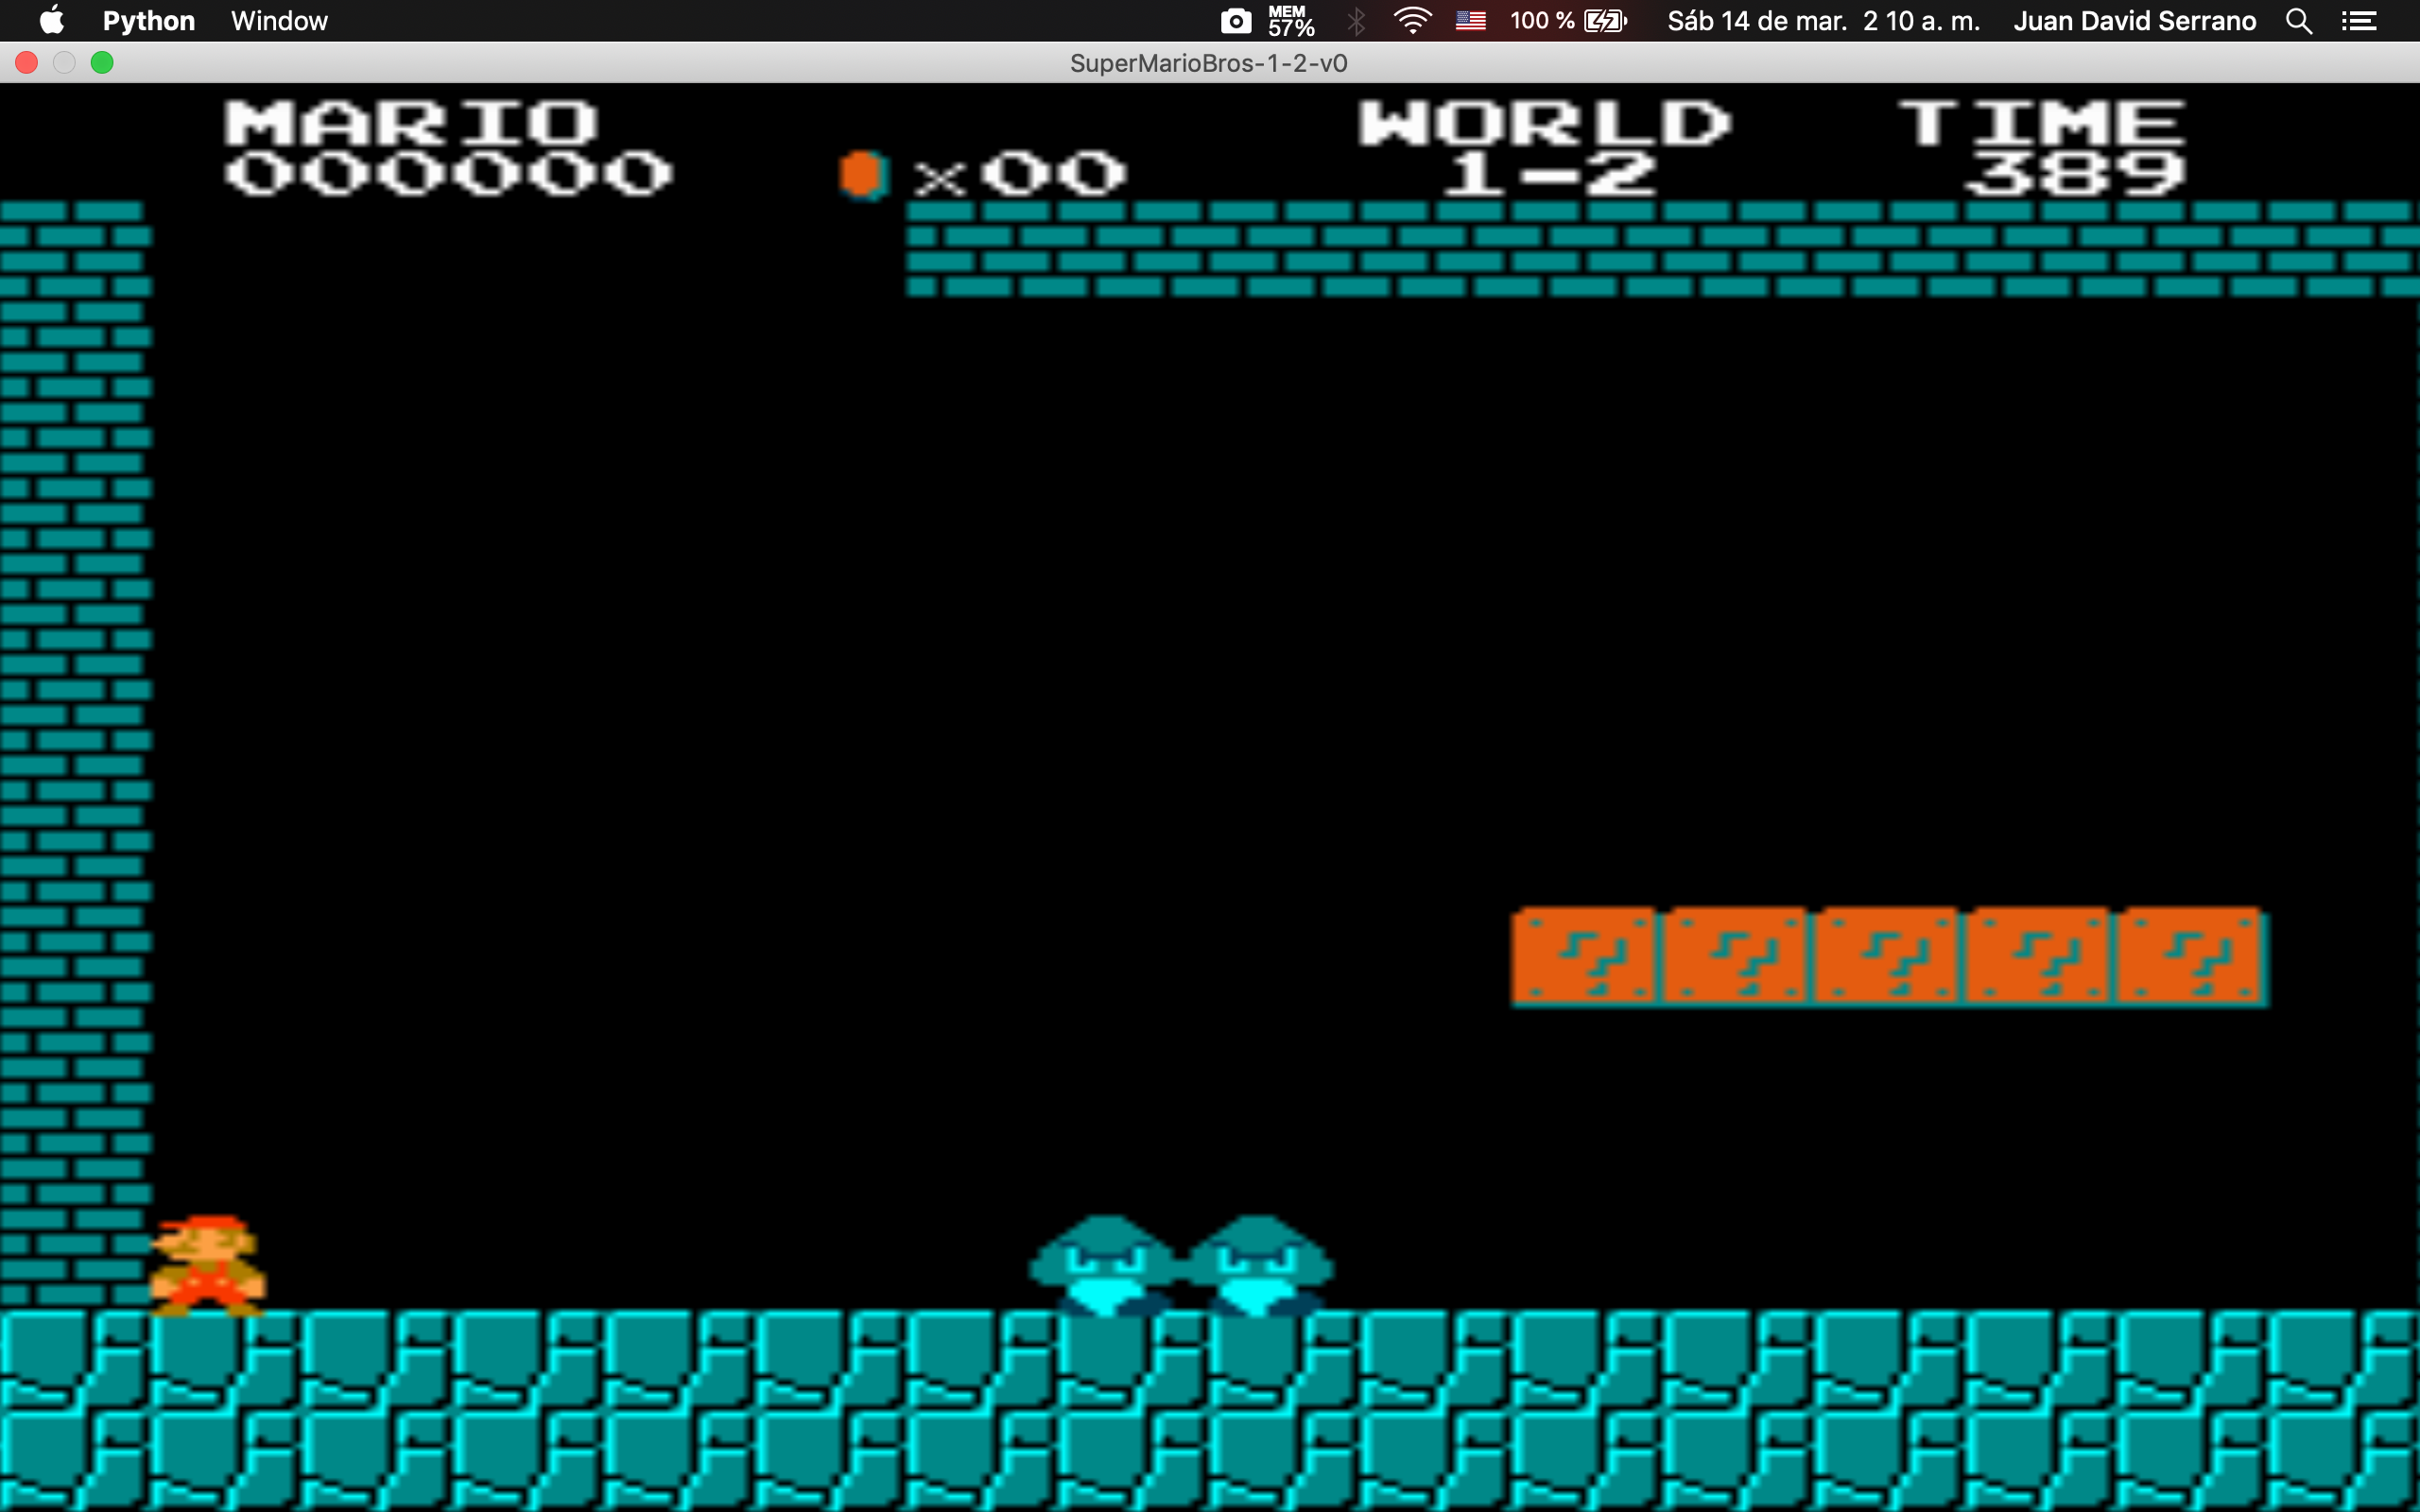 Python Window MEM 57% 100 % Sáb 14 de mar. 2 10 a. m. Juan David Serrano
SuperMarioBros-1-2-v0
MARIO WORLD TIME
000000 ×00 1-2 389